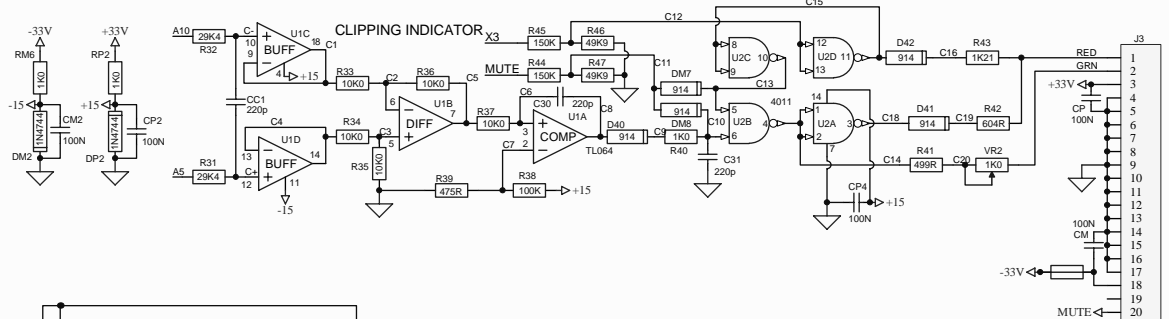 CLIPPING INDICATOR
-33V
RM6
1K0
-15
1N4744
DM2
CM2
100N
+33V
RP2
1K0
+15
1N4744
DP2
CP2
100N
A10
29K4
R32
C-
10
9
U1C
BUFF
18
4
+15
C1
CC1
220p
C4
A5
R31
29K4
C+
13
12
U1D
BUFF
14
11
-15
R33
10K0
C2
R36
10K0
C5
R34
10K0
C3
R35
10K0
6
5
U1B
DIFF
7
R37
10K0
R39
475R
R38
100K
+15
C6
C30
220p
C7
3
2
U1A
COMP
1
C8
TL064
X3
R45
150K
R46
49K9
MUTE
R44
150K
R47
49K9
C12
C11
D40
914
C9
R40
1K0
DM7
914
914
DM8
C10
C31
220p
C13
C15
8
9
U2C
10
12
13
U2D
11
4011
5
6
U2B
4
14
1
2
U2A
3
7
CP4
100N
+15
D42
914
C16
R43
1K21
D41
914
C18
C19
R42
604R
C14
R41
499R
C20
VR2
1K0
RED
GRN
+33V
CP
100N
100N
CM
-33V
MUTE
J3
1
2
3
4
5
6
7
8
9
10
11
12
13
14
15
16
17
18
19
20